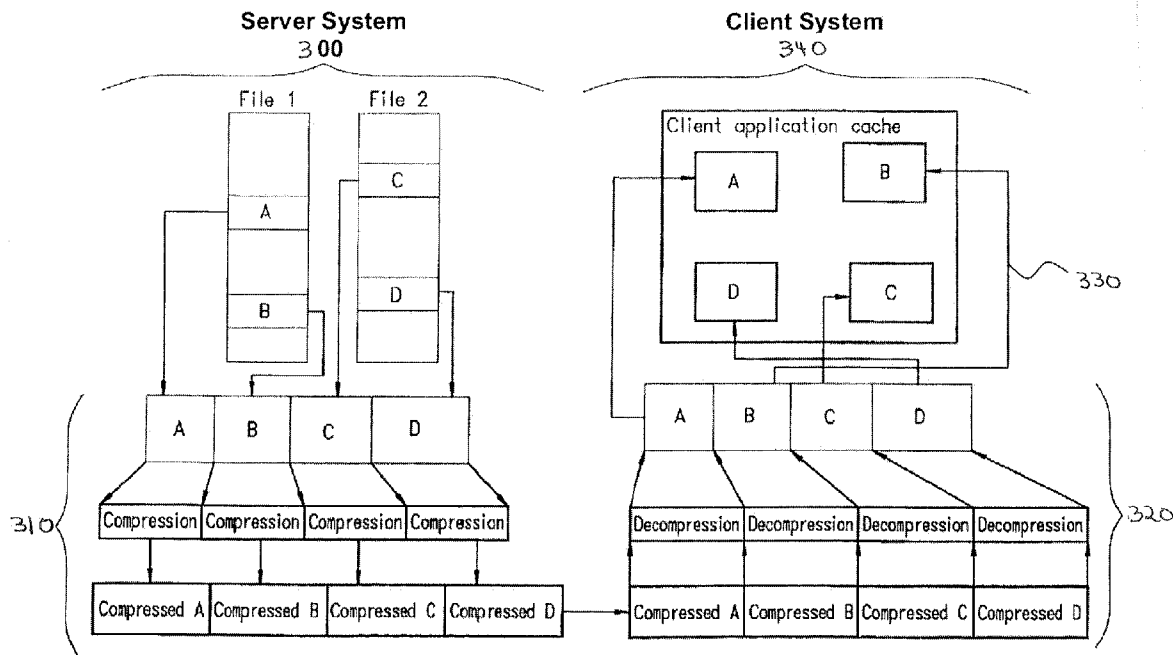 Server System
300
Client System
340
File 1
File 2
A
B
C
D
Client application cache
A
B
D
C
330
A B C D
A B C D
310
Compression Compression Compression Compression
Decompression Decompression Decompression Decompression
320
Compressed A Compressed B Compressed C Compressed D
Compressed A Compressed B Compressed C Compressed D